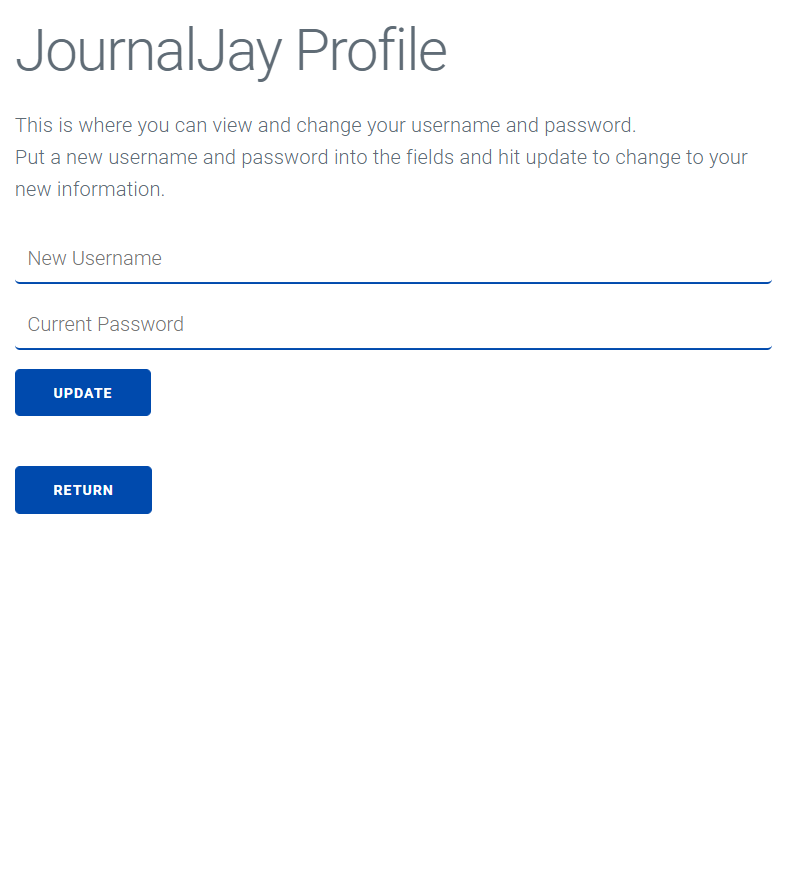 JournalJay Profile
This is where you can view and change your username and password.
Put a new username and password into the fields and hit update to change to your
new information.
New Username
Current Password
UPDATE
RETURN